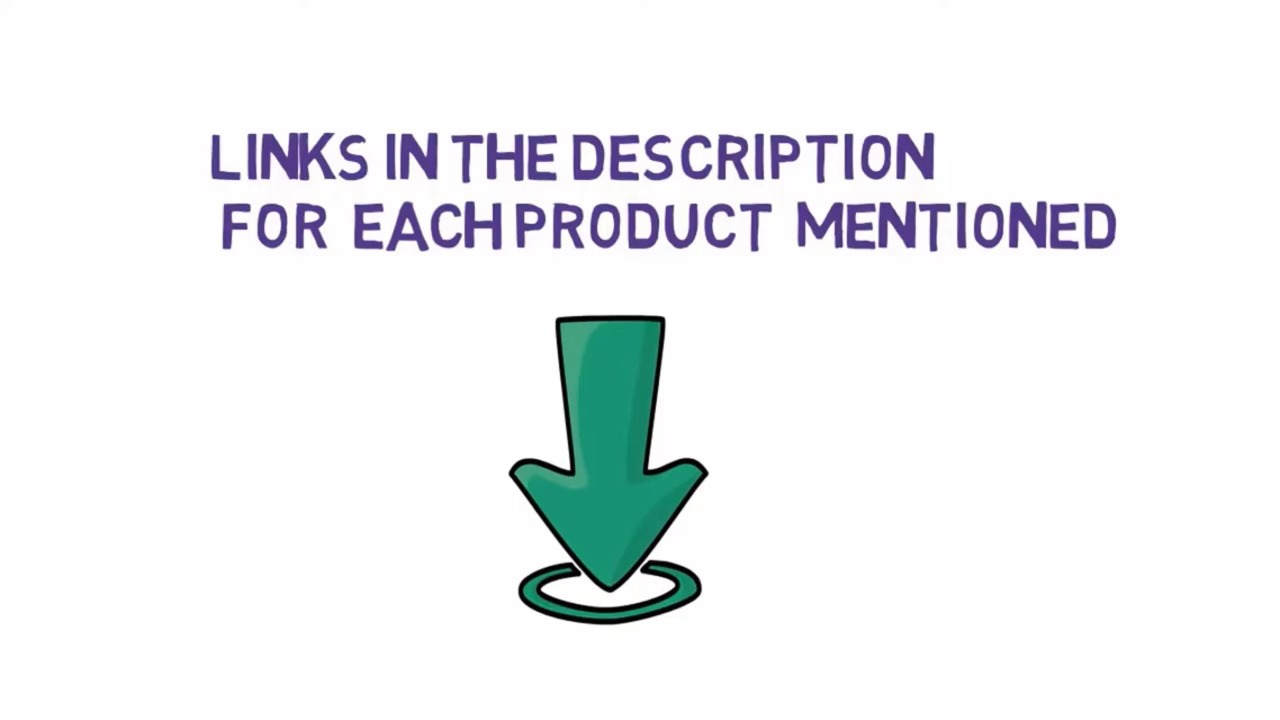 LINKS IN THE DESCRIPTION
FOR EACH PRODUCT MENTIONED